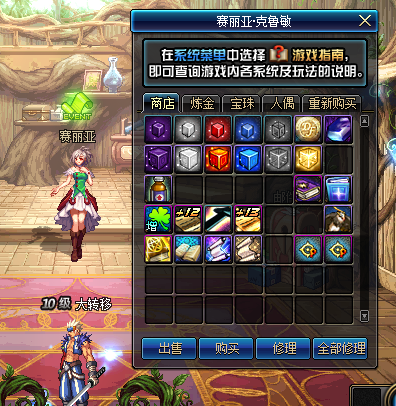 赛丽亚·克鲁敏
在系统菜单中选择 游戏指南,
即可查询游戏内各系统及玩法的说明。
商店 炼金 宝珠 人偶 重新购买
EVENT
赛丽亚
增 +12 +13
10级 大转移
出售 购买 修理 全部修理